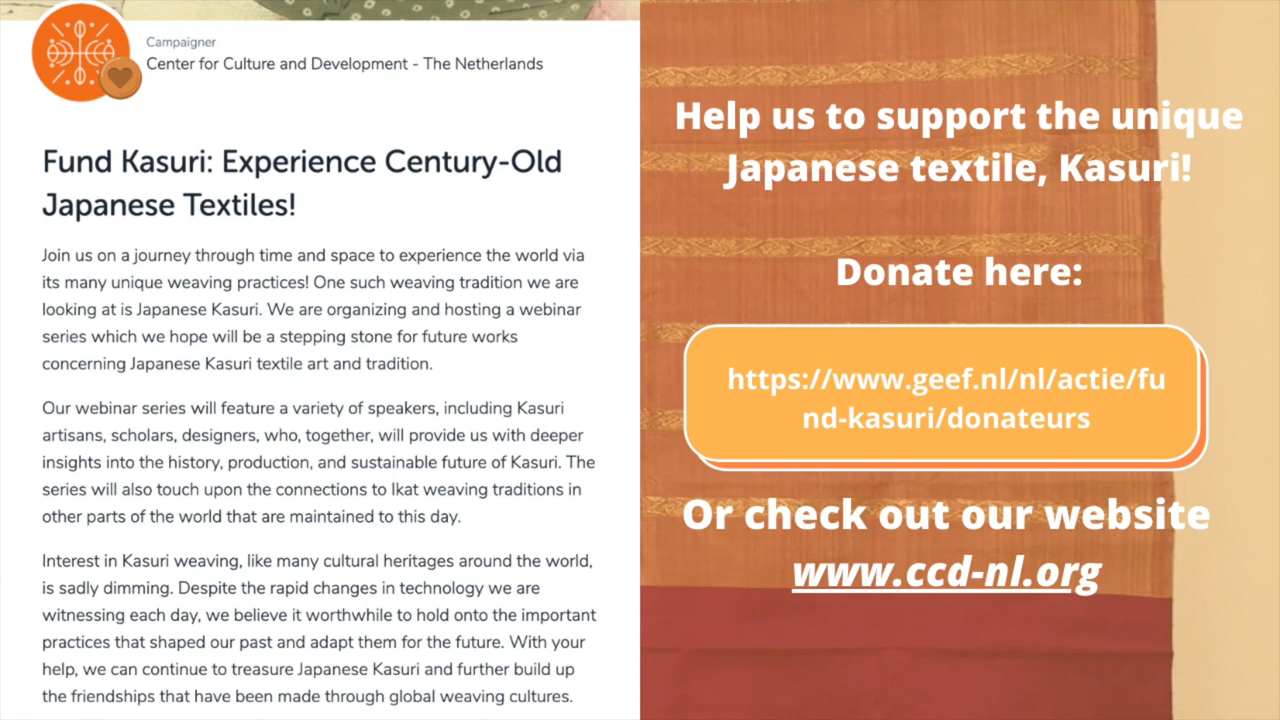 Campaigner
Center for Culture and Development - The Netherlands
Fund Kasuri: Experience Century-Old
Japanese Textiles!
Join us on a journey through time and space to experience the world via
its many unique weaving practices! One such weaving tradition we are
looking at is Japanese Kasuri. We are organizing and hosting a webinar
series which we hope will be a stepping stone for future works
concerning Japanese Kasuri textile art and tradition.
Our webinar series will feature a variety of speakers, including Kasuri
artisans, scholars, designers, who, together, will provide us with deeper
insights into the history, production, and sustainable future of Kasuri. The
series will also touch upon the connections to Ikat weaving traditions in
other parts of the world that are maintained to this day.
Interest in Kasuri weaving, like many cultural heritages around the world,
is sadly dimming. Despite the rapid changes in technology we are
witnessing each day, we believe it worthwhile to hold onto the important
practices that shaped our past and adapt them for the future. With your
help, we can continue to treasure Japanese Kasuri and further build up
the friendships that have been made through global weaving cultures.
Help us to support the unique
Japanese textile, Kasuri!
Donate here:
https://www.geef.nl/nl/actie/fu
nd-kasuri/donateurs
Or check out our website
www.ccd-nl.org